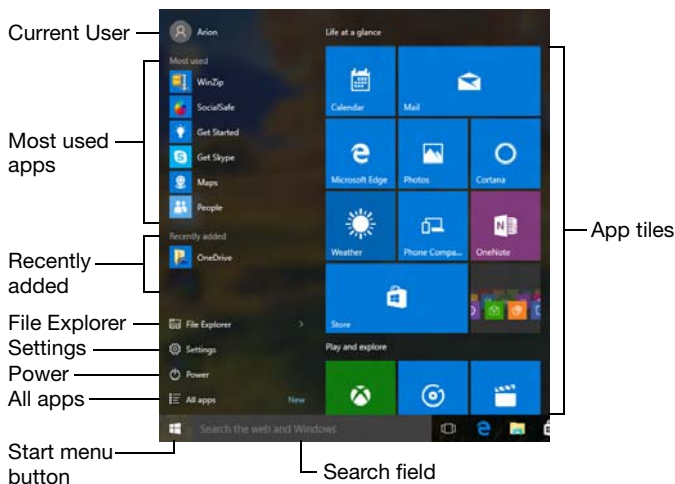 Current User
Most used
apps
Recently
added
File Explorer
Settings
Power
All apps
Start menu
button
Search field
App tiles
Arion
Most used
WinZip
SocialSafe
Get Started
Get Skype
Maps
People
Recently added
OneDrive
File Explorer
Settings
Power
All apps
New
Search the web and Windows
Life at a glance
Calendar
Mail
Microsoft Edge
Photos
Cortana
Weather
Phone Compa...
OneNote
Store
Play and explore